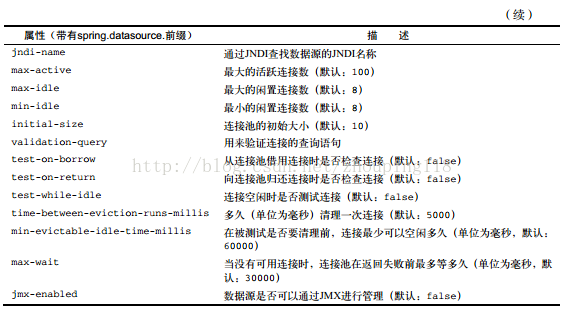 （续）
属性（带有spring.datasource.前缀） 描 述
jndi-name 通过JNDI查找数据源的JNDI名称
max-active 最大的活跃连接数（默认：100）
max-idle 最大的闲置连接数（默认：8）
min-idle 最小的闲置连接数（默认：8）
initial-size 连接池的初始大小（默认：10）
validation-query 用来验证连接的查询语句
test-on-borrow 从连接池借用连接时是否检查连接（默认：false）
test-on-return 向连接池归还连接时是否检查连接（默认：false）
test-while-idle 连接空闲时是否测试连接（默认：false）
time-between-eviction-runs-millis 多久（单位为毫秒）清理一次连接（默认：5000）
min-evictable-idle-time-millis 在被测试是否要清理前，连接最少可以空闲多久（单位为毫秒，默认：
60000）
max-wait 当没有可用连接时，连接池在返回失败前最多等多久（单位为毫秒，默
认：30000）
jmx-enabled 数据源是否可以通过JMX进行管理（默认：false）